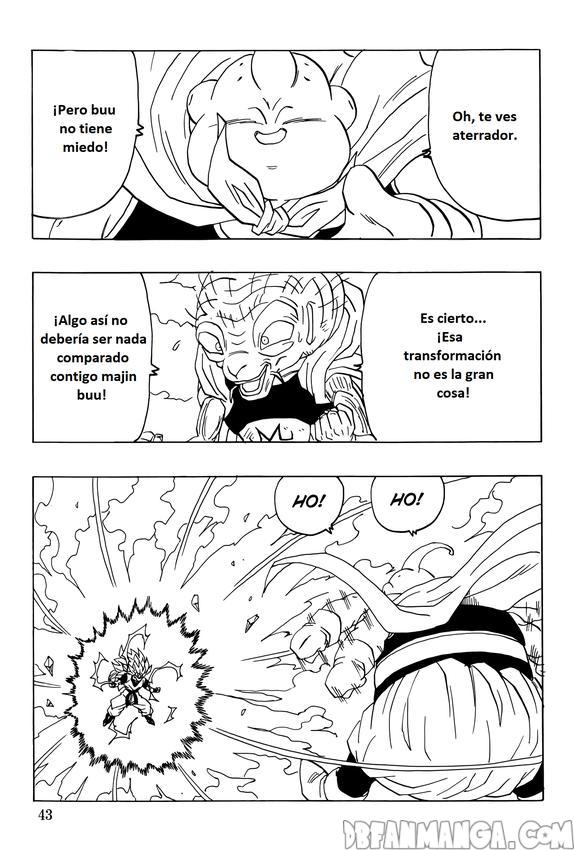 Oh, te ves
aterrador.
¡Pero buu
no tiene
miedo!
Es cierto...
¡Esa
transformación
no es la gran
cosa!
¡Algo así no
debería ser nada
comparado
contigo majin
buu!
HO!
HO!
43
DBFANMANGA.COM